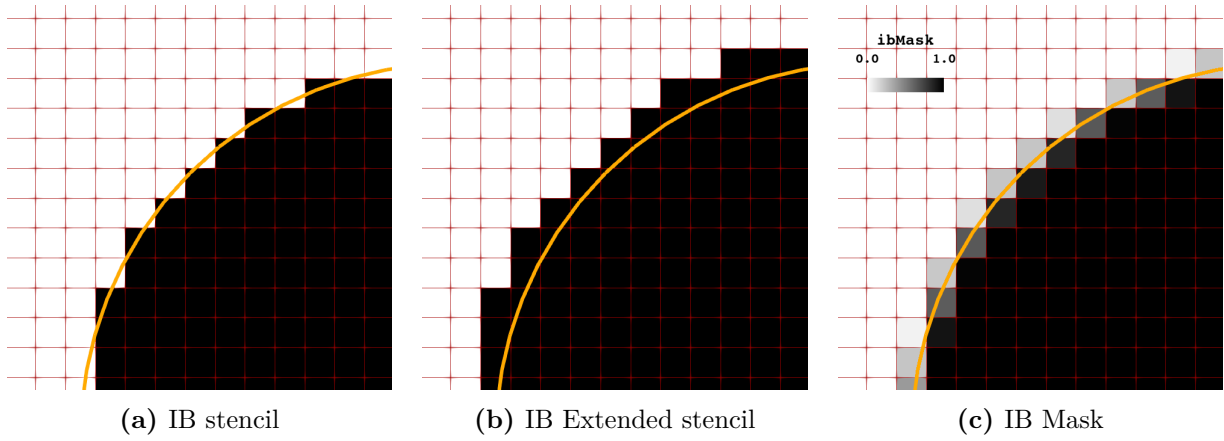 ibMask
0.0 1.0
(a) IB stencil
(b) IB Extended stencil
(c) IB Mask